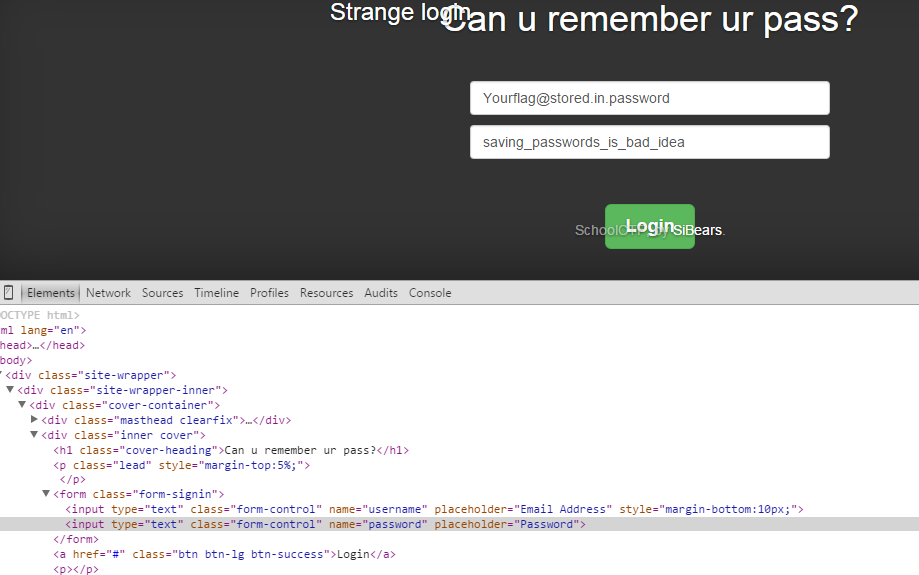 Strange login
Can u remember ur pass?
Yourflag@stored.in.password
saving_passwords_is_bad_idea
Login
SchoolCTF by SiBears.
Elements Network Sources Timeline Profiles Resources Audits Console
OCTYPE html>
ml lang="en">
head>…</head>
body>
<div class="site-wrapper">
<div class="site-wrapper-inner">
<div class="cover-container">
<div class="masthead clearfix">…</div>
<div class="inner cover">
<h1 class="cover-heading">Can u remember ur pass?</h1>
<p class="lead" style="margin-top:5%;">
</p>
<form class="form-signin">
<input type="text" class="form-control" name="username" placeholder="Email Address" style="margin-bottom:10px;">
<input type="text" class="form-control" name="password" placeholder="Password">
</form>
<a href="#" class="btn btn-lg btn-success">Login</a>
<p></p>